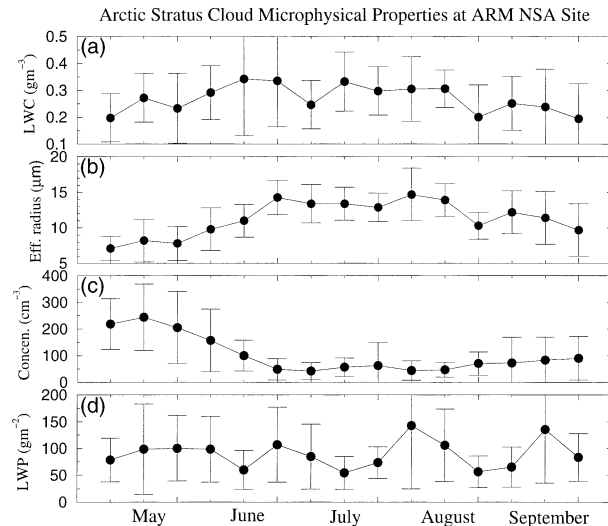 Arctic Stratus Cloud Microphysical Properties at ARM NSA Site
(a)
LWC (gm⁻³)
0.5
0.4
0.3
0.2
0.1
(b)
Eff. radius (μm)
20
15
10
5
(c)
Concen. (cm⁻³)
400
300
200
100
0
(d)
LWP (gm⁻²)
200
150
100
50
0
May June July August September